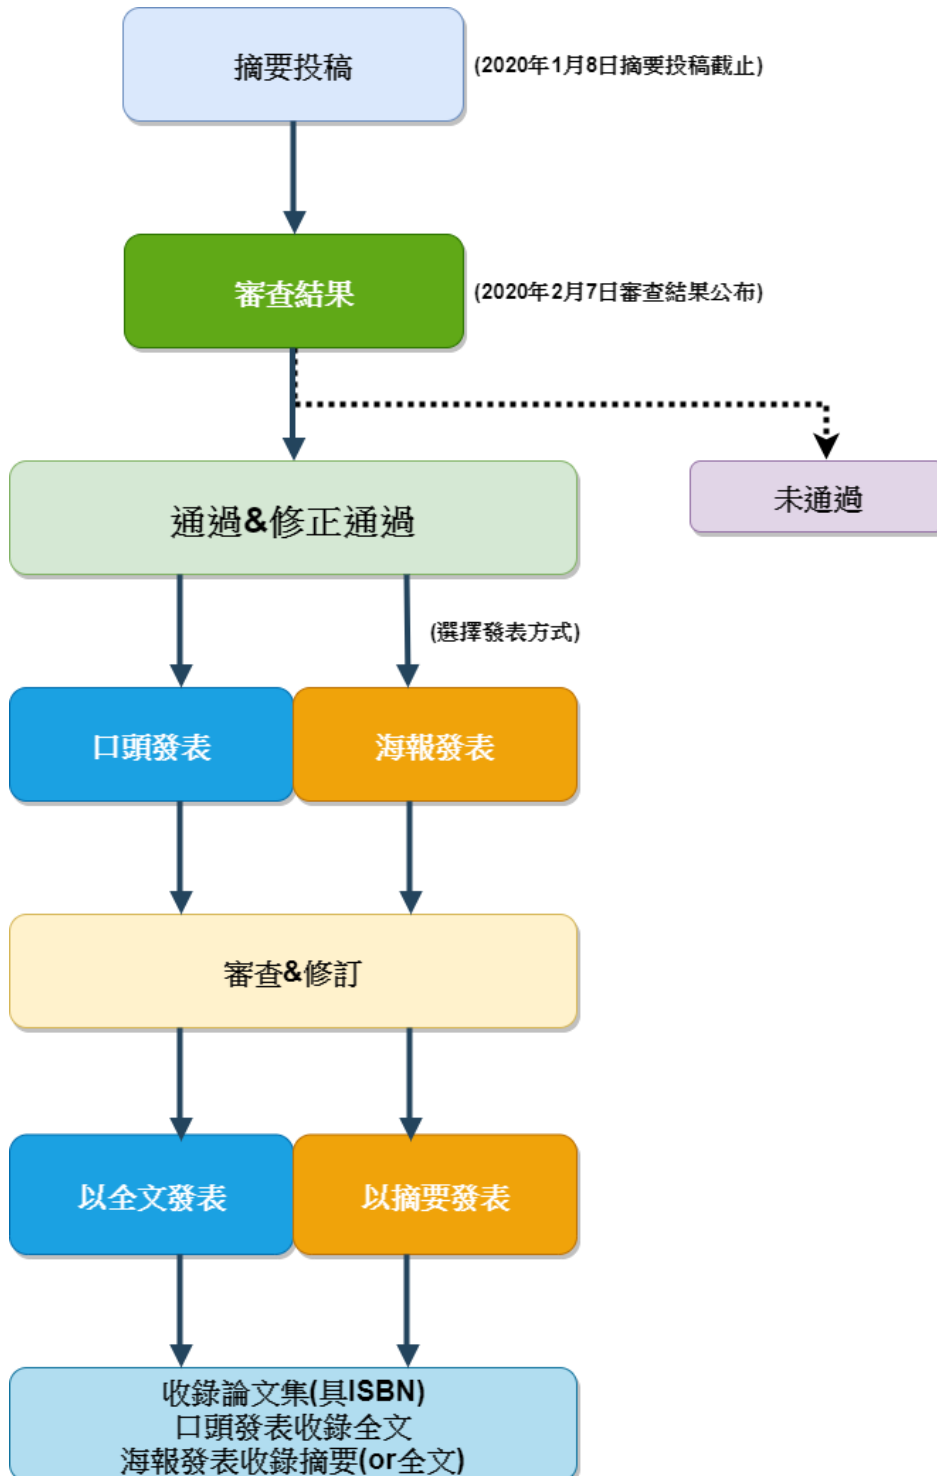 摘要投稿
(2020年1月8日摘要投稿截止)
審查結果
(2020年2月7日審查結果公布)
通過&修正通過
未通過
(選擇發表方式)
口頭發表
海報發表
審查&修訂
以全文發表
以摘要發表
收錄論文集(具ISBN)
口頭發表收錄全文
海報發表收錄摘要(or全文)